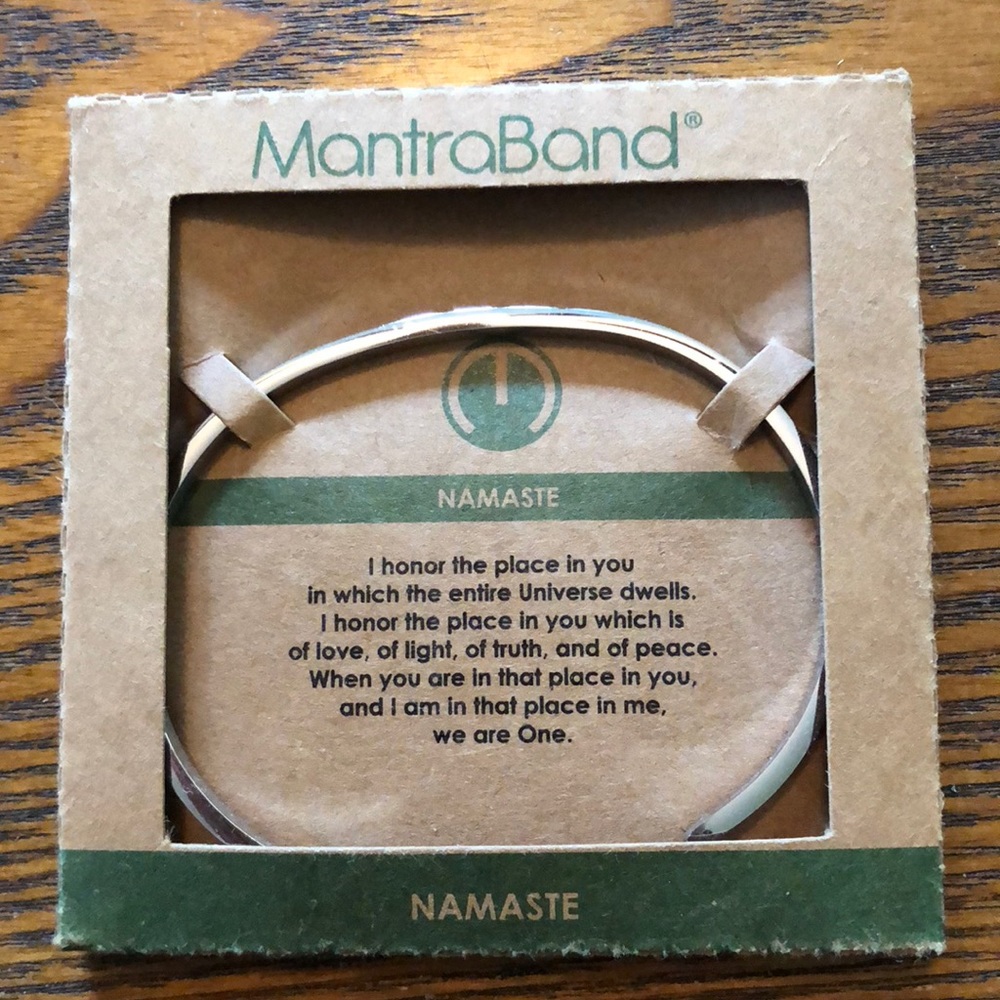 MantraBand®
NAMASTE
I honor the place in you
in which the entire Universe dwells.
I honor the place in you which is
of love, of light, of truth, and of peace.
When you are in that place in you,
and I am in that place in me,
we are One.
NAMASTE